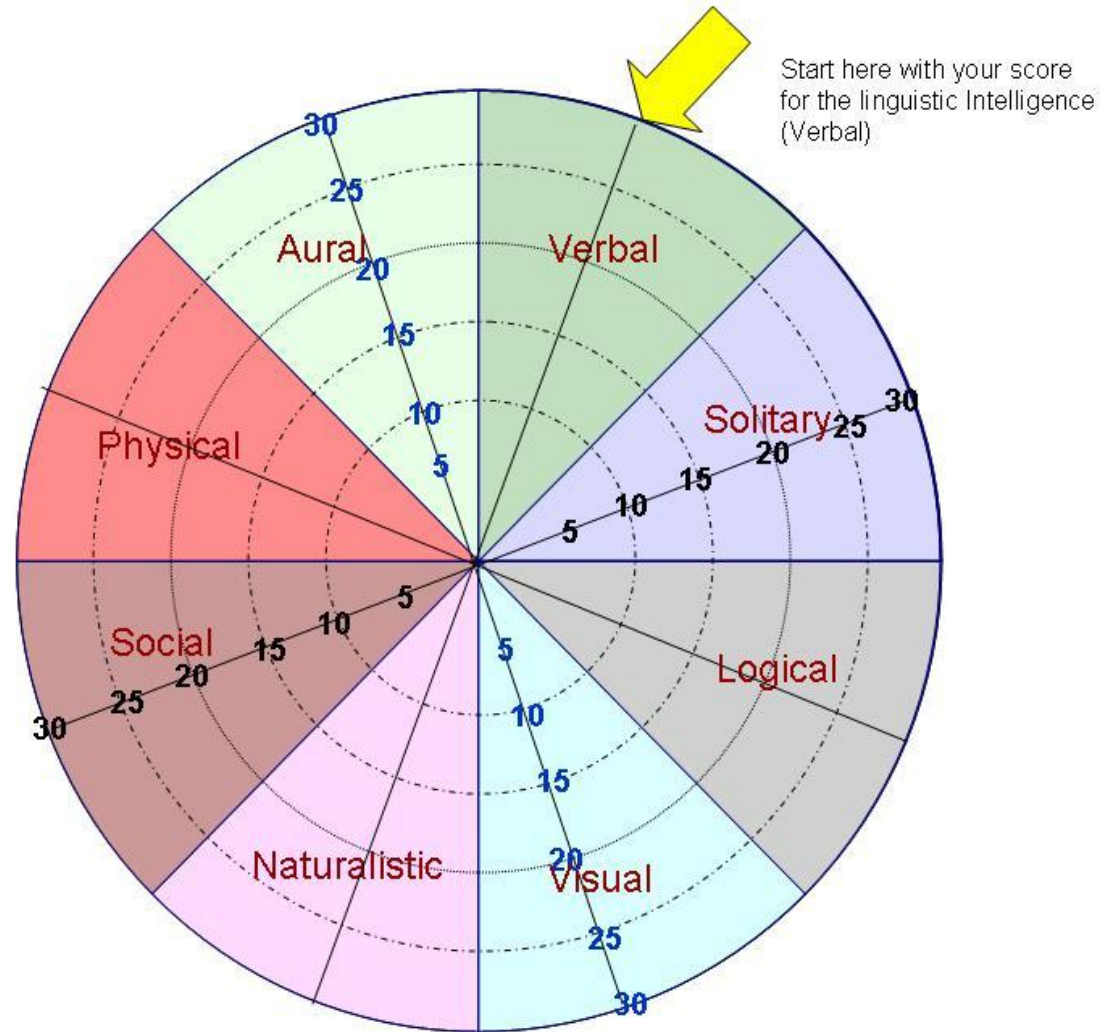 Start here with your score
for the linguistic Intelligence
(Verbal)
30
25
Aural
20
15
10
5
Verbal
Solitary
30
25
20
15
10
5
Physical
Social
5
10
15
20
25
30
Logical
5
10
15
20
Visual
25
30
Naturalistic